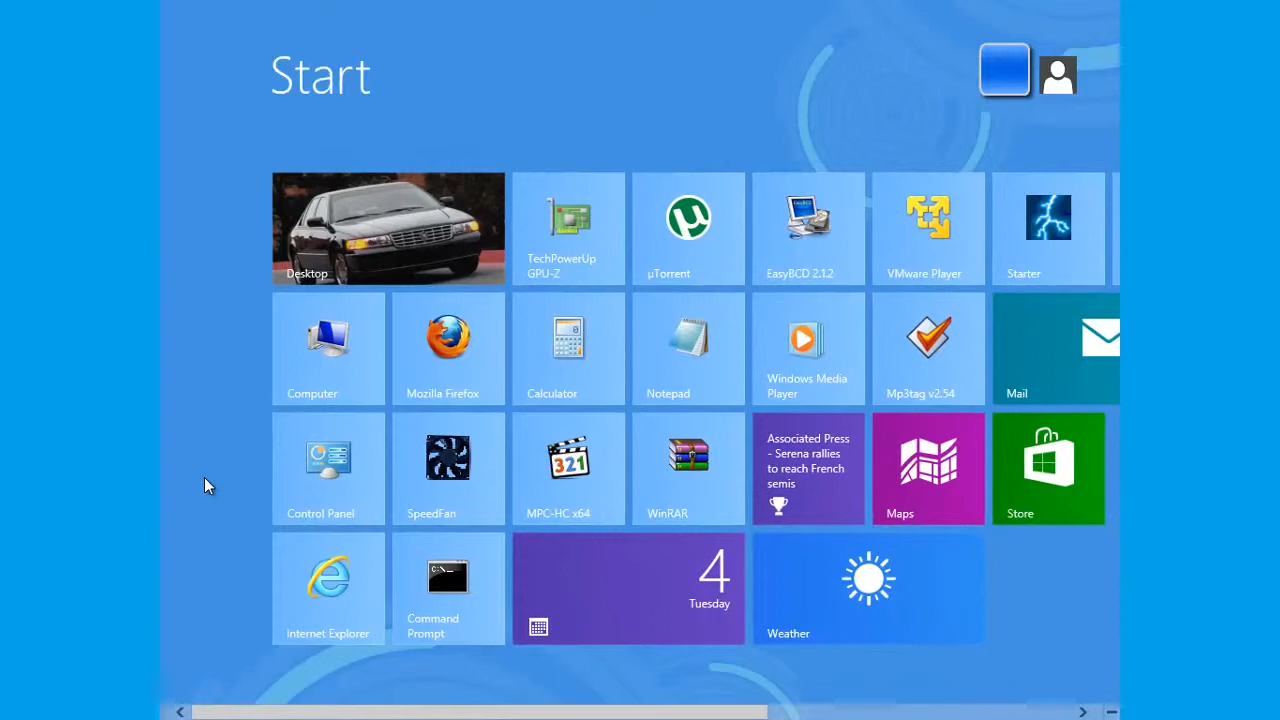 Start
Desktop
TechPowerUp
GPU-Z
µTorrent
EasyBCD 2.1.2
VMware Player
Starter
Computer
Mozilla Firefox
Calculator
Notepad
Windows Media
Player
Mp3tag v2.54
Mail
Control Panel
SpeedFan
321
MPC-HC x64
WinRAR
Associated Press
- Serena rallies
to reach French
semis
Maps
Store
Internet Explorer
C:\._
Command
Prompt
4
Tuesday
Weather